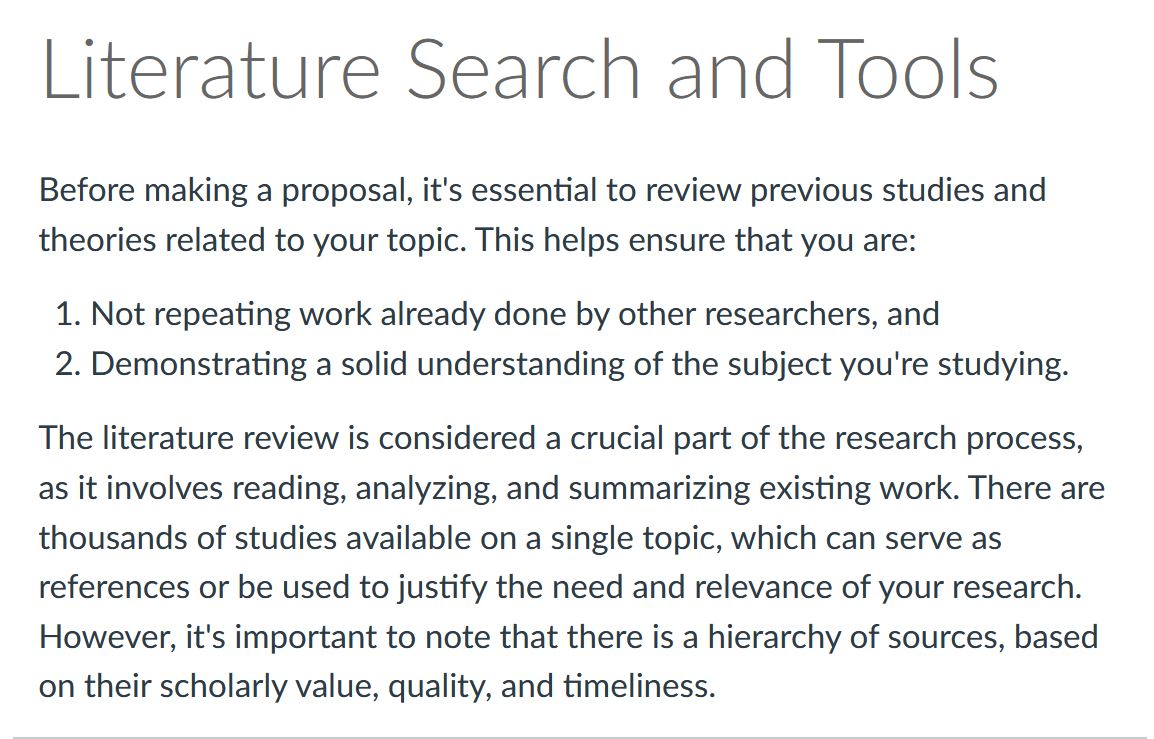 Literature Search and Tools
Before making a proposal, it's essential to review previous studies and
theories related to your topic. This helps ensure that you are:
1. Not repeating work already done by other researchers, and
2. Demonstrating a solid understanding of the subject you're studying.
The literature review is considered a crucial part of the research process,
as it involves reading, analyzing, and summarizing existing work. There are
thousands of studies available on a single topic, which can serve as
references or be used to justify the need and relevance of your research.
However, it's important to note that there is a hierarchy of sources, based
on their scholarly value, quality, and timeliness.